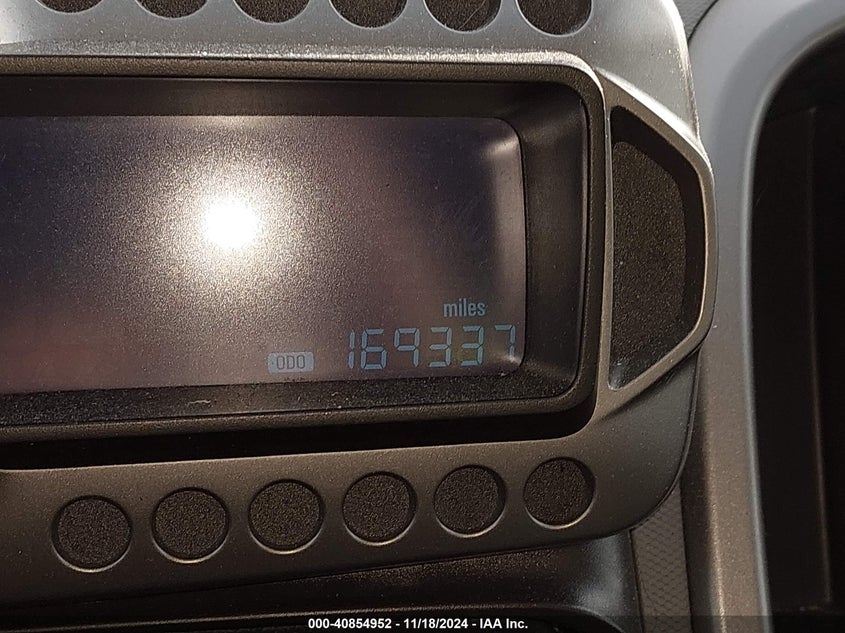 miles
ODO 169337
000-40854952 - 11/18/2024 - IAA Inc.